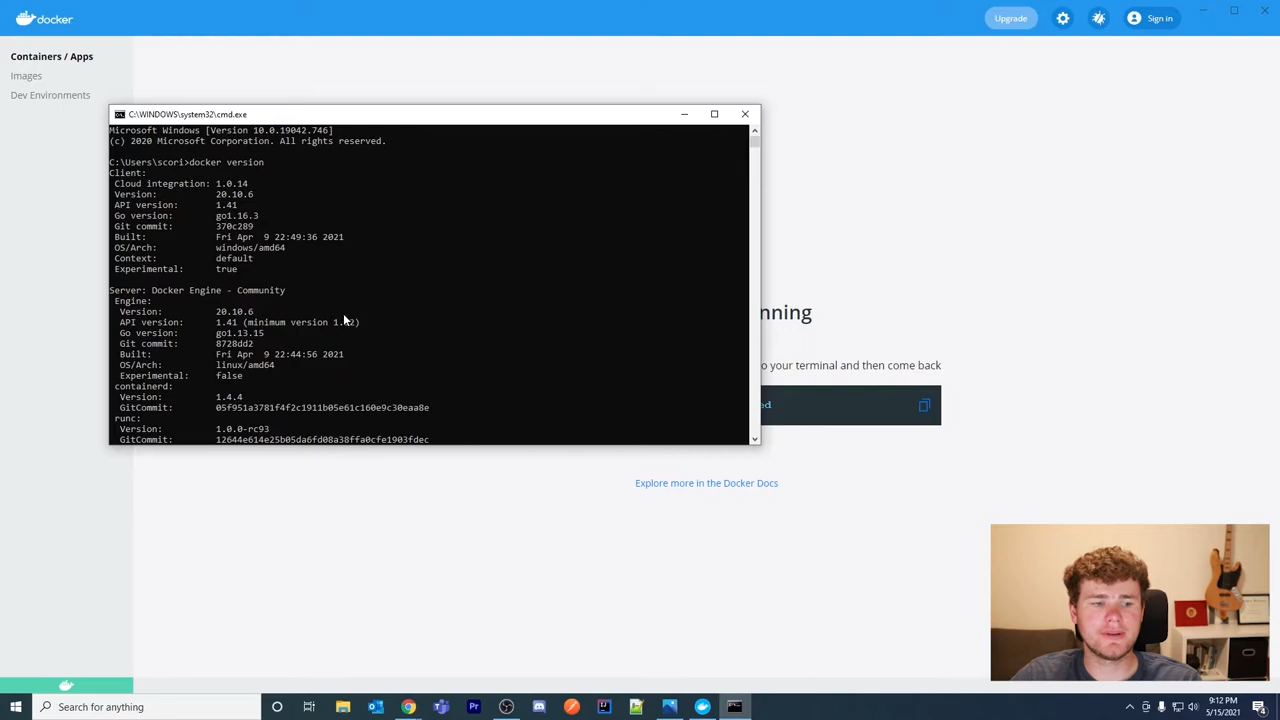 docker
Upgrade
Sign in
Containers / Apps
Images
Dev Environments
C:\WINDOWS\system32\cmd.exe
Microsoft Windows [Version 10.0.19042.746]
(c) 2020 Microsoft Corporation. All rights reserved.
C:\Users\scori>docker version
Client:
Cloud integration: 1.0.14
Version: 20.10.6
API version: 1.41
Go version: go1.16.3
Git commit: 370c289
Built: Fri Apr 9 22:49:36 2021
OS/Arch: windows/amd64
Context: default
Experimental: true
Server: Docker Engine - Community
Engine:
Version: 20.10.6
API version: 1.41 (minimum version
Go version: go1.13.15
Git commit: 8728dd2
Built: Fri Apr 9 22:44:56 2021
OS/Arch: linux/amd64
Experimental: false
containerd:
Version: 1.4.4
GitCommit: 05f951a3781f4f2c1911b05e61c160e9c30eaa8e
runc:
Version: 1.0.0-rc93
GitCommit: 12644e614e25b05da6fd08a38ffa0cfe1903fdec
nning
o your terminal and then come back
ed
Explore more in the Docker Docs
Search for anything
9:12 PM
5/15/2021